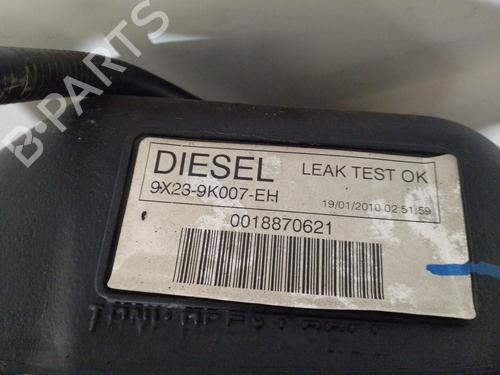 B-PARTS
DIESEL
LEAK TEST OK
9X23-9K007-EH
19/01/2010 02:51:59
0018870621